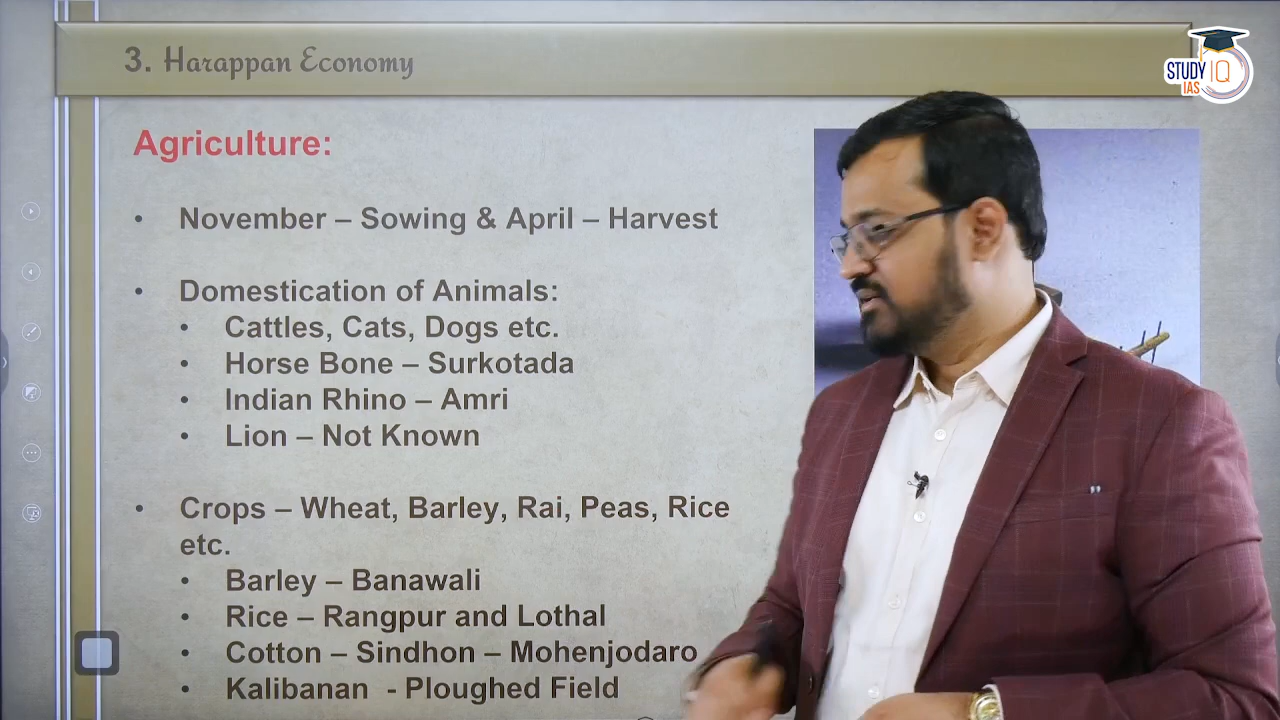 3. Harappan Economy
STUDY IQ
IAS
Agriculture:
• November – Sowing & April – Harvest
• Domestication of Animals:
• Cattles, Cats, Dogs etc.
• Horse Bone – Surkotada
• Indian Rhino – Amri
• Lion – Not Known
• Crops – Wheat, Barley, Rai, Peas, Rice
etc.
• Barley – Banawali
• Rice – Rangpur and Lothal
• Cotton – Sindhon – Mohenjodaro
• Kalibanan - Ploughed Field